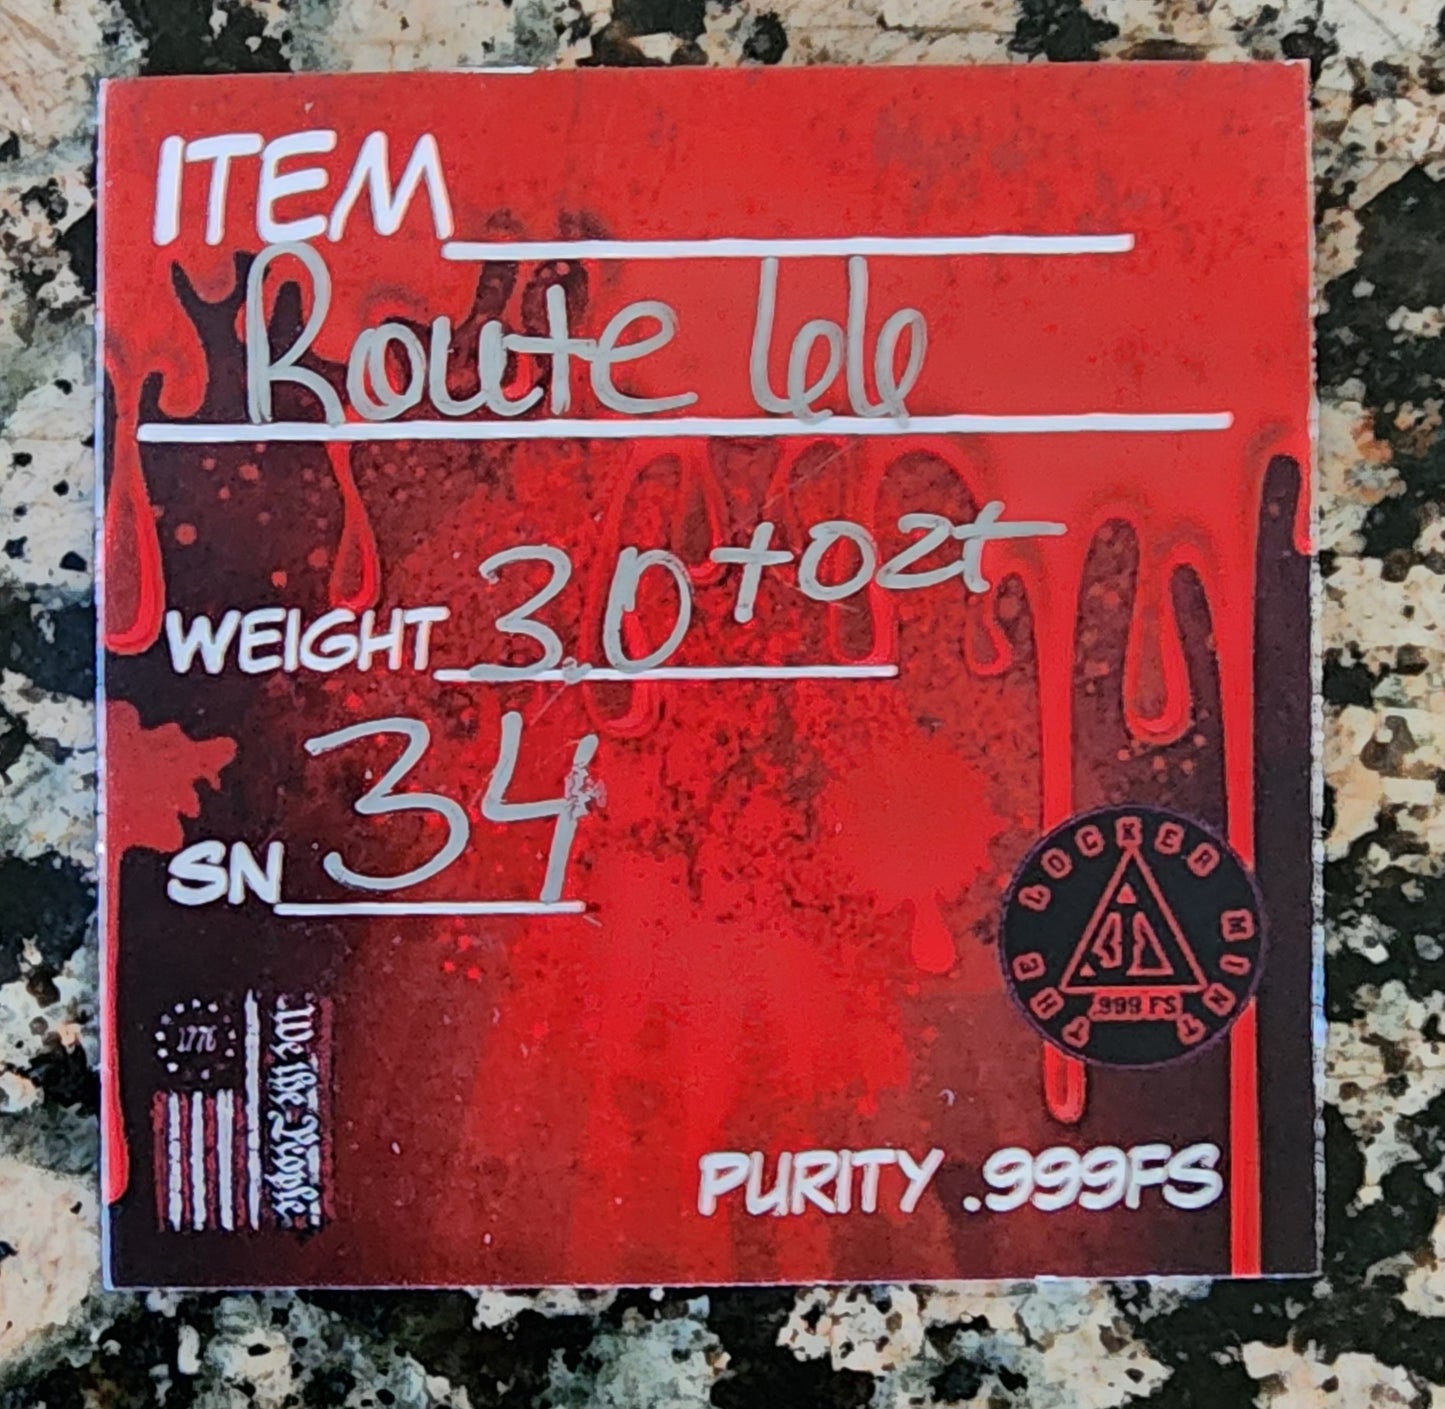 ITEM
Route 66
WEIGHT 3.0 +ozt
SN 34
THE LOCKER MINT
.999 FS
1776
We the People
PURITY .999FS